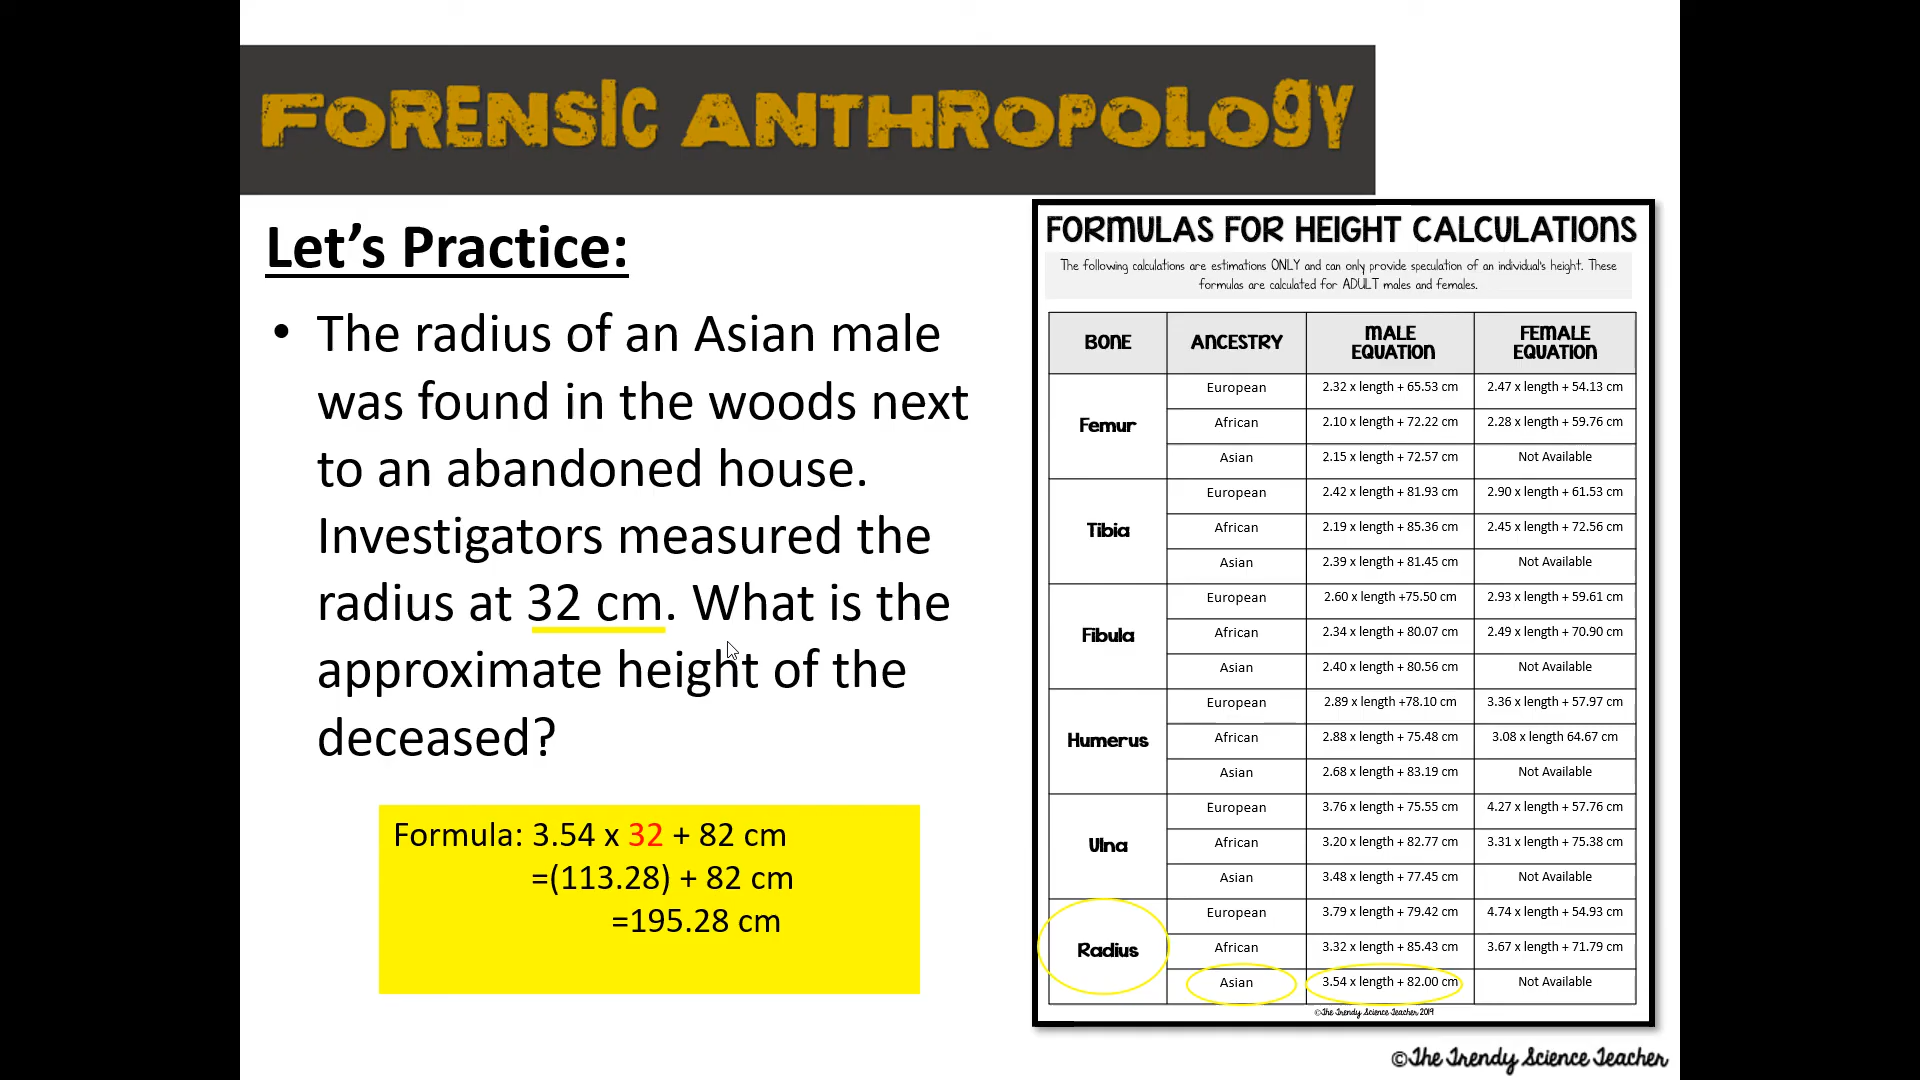 FORENSIC ANTHROPOLOGY
Let's Practice:
• The radius of an Asian male
was found in the woods next
to an abandoned house.
Investigators measured the
radius at 32 cm. What is the
approximate height of the
deceased?
Formula: 3.54 x 32 + 82 cm
=(113.28) + 82 cm
=195.28 cm
FORMULAS FOR HEIGHT CALCULATIONS
The following calculations are estimations ONLY and can only provide speculation of an individual's height. These
formulas are calculated for ADULT males and females.
BONE ANCESTRY MALE EQUATION FEMALE EQUATION
Femur
European 2.32 x length + 65.53 cm 2.47 x length + 54.13 cm
African 2.10 x length + 72.22 cm 2.28 x length + 59.76 cm
Asian 2.15 x length + 72.57 cm Not Available
Tibia
European 2.42 x length + 81.93 cm 2.90 x length + 61.53 cm
African 2.19 x length + 85.36 cm 2.45 x length + 72.56 cm
Asian 2.39 x length + 81.45 cm Not Available
Fibula
European 2.60 x length +75.50 cm 2.93 x length + 59.61 cm
African 2.34 x length + 80.07 cm 2.49 x length + 70.90 cm
Asian 2.40 x length + 80.56 cm Not Available
Humerus
European 2.89 x length +78.10 cm 3.36 x length + 57.97 cm
African 2.88 x length + 75.48 cm 3.08 x length 64.67 cm
Asian 2.68 x length + 83.19 cm Not Available
Ulna
European 3.76 x length + 75.55 cm 4.27 x length + 57.76 cm
African 3.20 x length + 82.77 cm 3.31 x length + 75.38 cm
Asian 3.48 x length + 77.45 cm Not Available
Radius
European 3.79 x length + 79.42 cm 4.74 x length + 54.93 cm
African 3.32 x length + 85.43 cm 3.67 x length + 71.79 cm
Asian 3.54 x length + 82.00 cm Not Available
©The Trendy Science Teacher 2019
©The Trendy Science Teacher